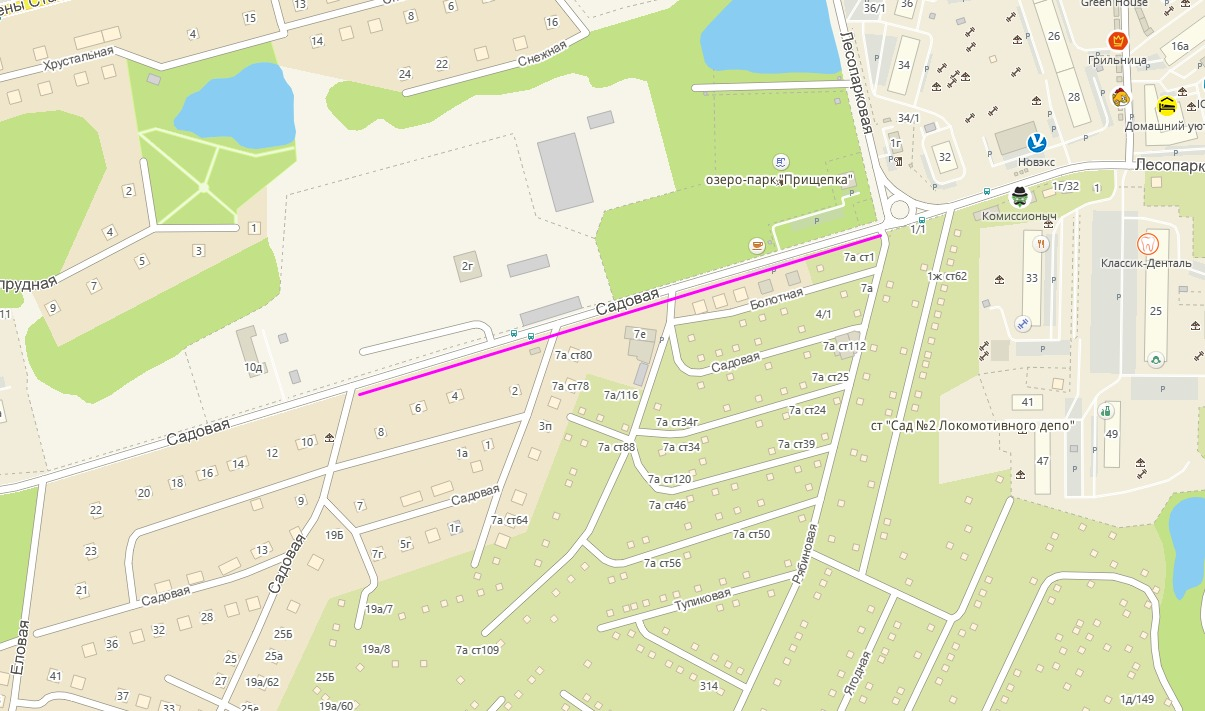 ены Ста
15
13
8
6
36/1
36
Green House
4
14
16
26
16а
Хрустальная
Снежная
22
24
Лесопарковая
34
Грильница
28
34/1
Домашний уют
1г
32
Новэкс
Лесопарк
озеро-парк "Прищепка"
P
1г/32
1
Комиссионыч
2
1
4
3
5
прудная
7
9
11
2г
1/1
7а ст1
1ж ст62
33
Классик-Денталь
25
7а
Болотная
Садовая
4/1
7е
P
7а ст112
Садовая
10д
7а ст80
7а ст78
7а ст25
2
4
6
7а/116
7а ст24
41
P
7а ст34г
3п
ст "Сад №2 Локомотивного депо"
8
Садовая
10
12
1
7а ст88
7а ст34
7а ст39
49
1а
14
16
18
20
47
7а ст120
22
9
7
Садовая
7а ст46
7а ст64
1г
19Б
5г
7г
7а ст50
Рябиновая
23
13
Садовая
7а ст56
21
Садовая
Тупиковая
19а/7
28
32
25Б
36
Еловая
19а/8
7а ст109
25а
25
Ягодная
41
27
19а/62
25Б
314
37
33
25е
19а/60
1д/149